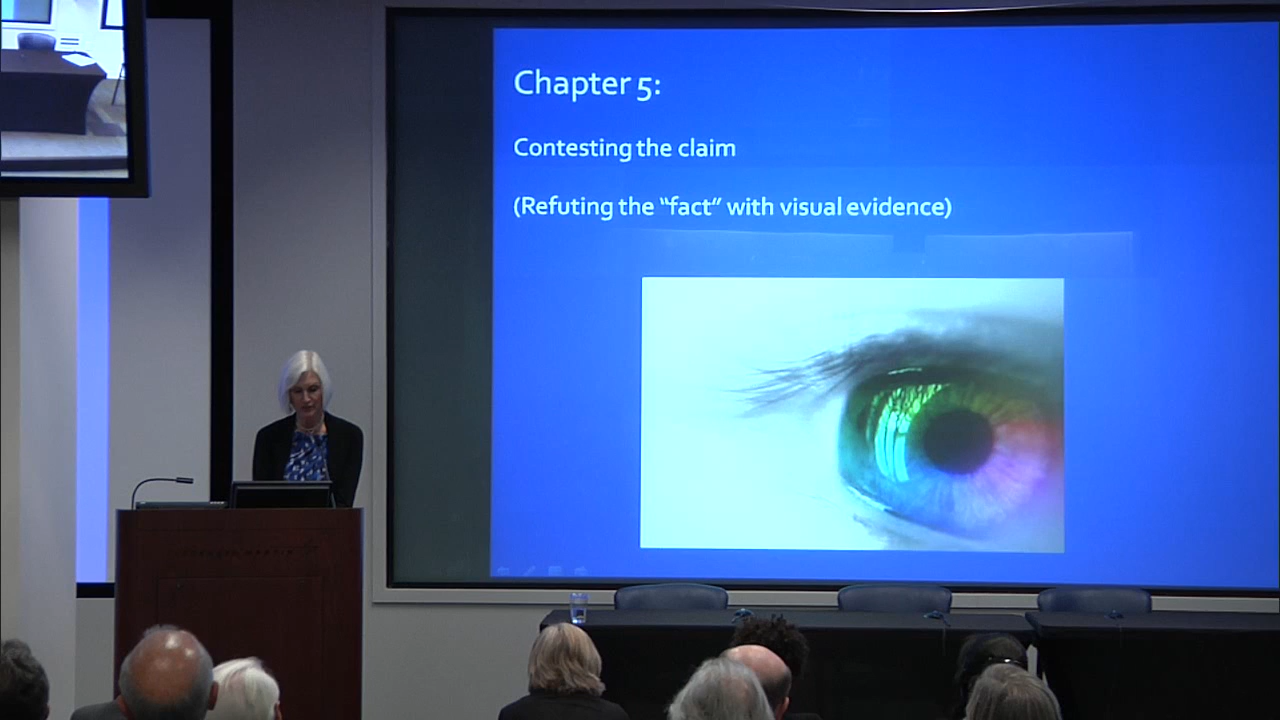 Chapter 5:
Contesting the claim
(Refuting the “fact” with visual evidence)